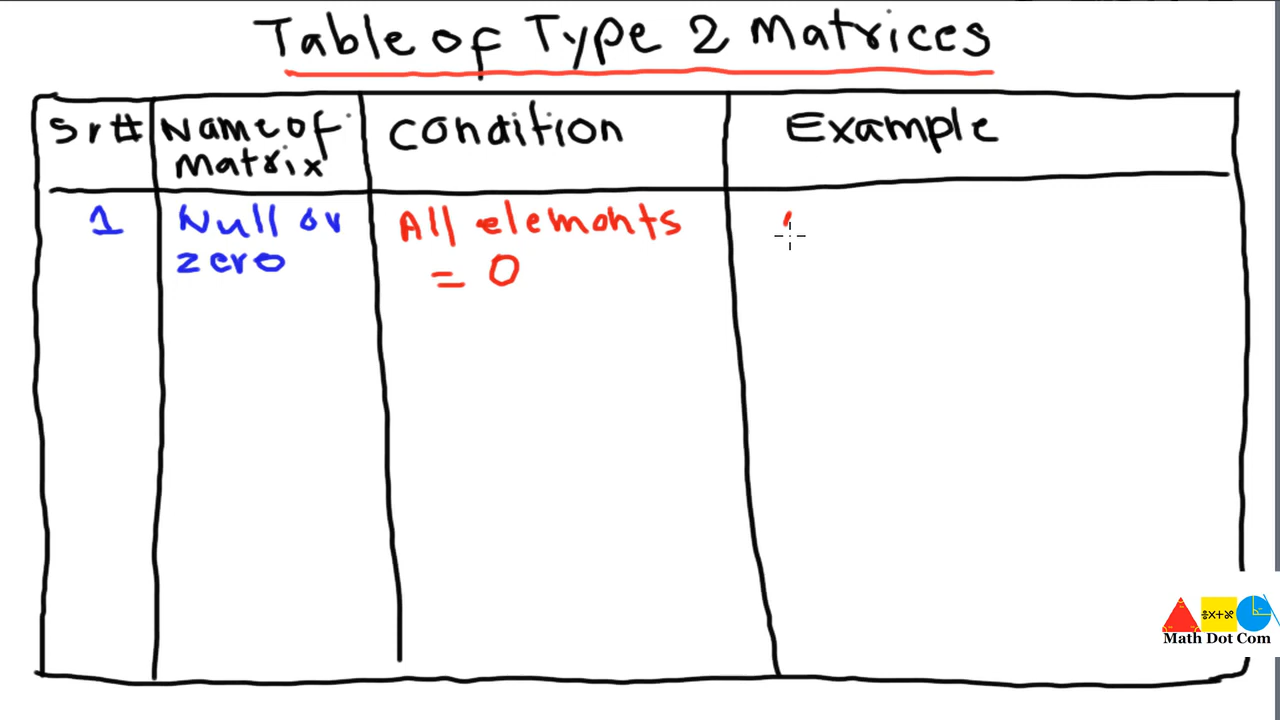 Table of Type 2 Matrices
Sr# Name of Matrix Condition Example
1 Null or zero All elements = 0
÷x+-
Math Dot Com